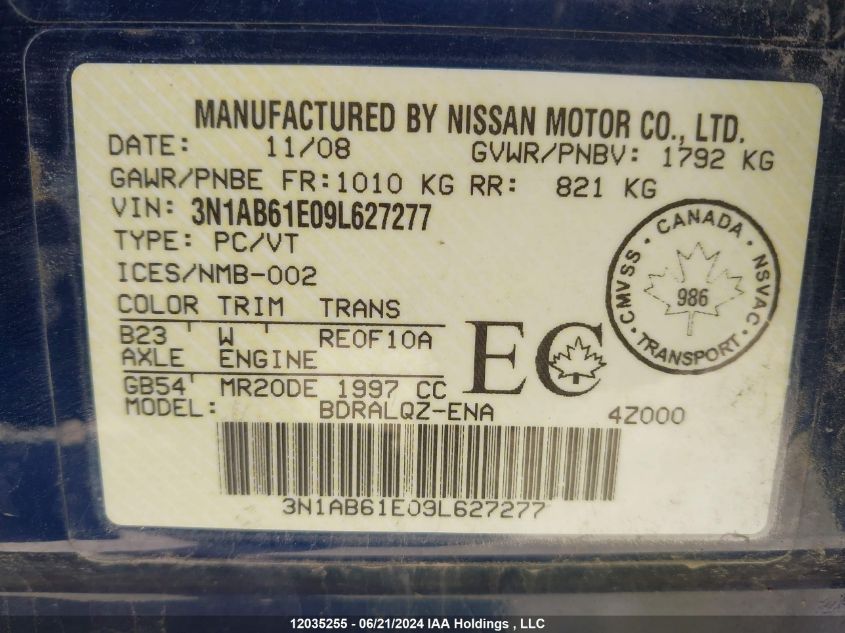 MANUFACTURED BY NISSAN MOTOR CO., LTD.
DATE: 11/08 GVWR/PNBV: 1792 KG
GAWR/PNBE FR:1010 KG RR: 821 KG
VIN: 3N1AB61E09L627277
TYPE: PC/VT
ICES/NMB-002
COLOR TRIM TRANS
B23 W RE0F10A
AXLE ENGINE
GB54 MR20DE 1997 CC
MODEL: BDRALQZ-ENA 4Z000
EC
CANADA
CMVSS · NSVAC
986
TRANSPORT
3N1AB61E09L627277
12035255 - 06/21/2024 IAA Holdings , LLC